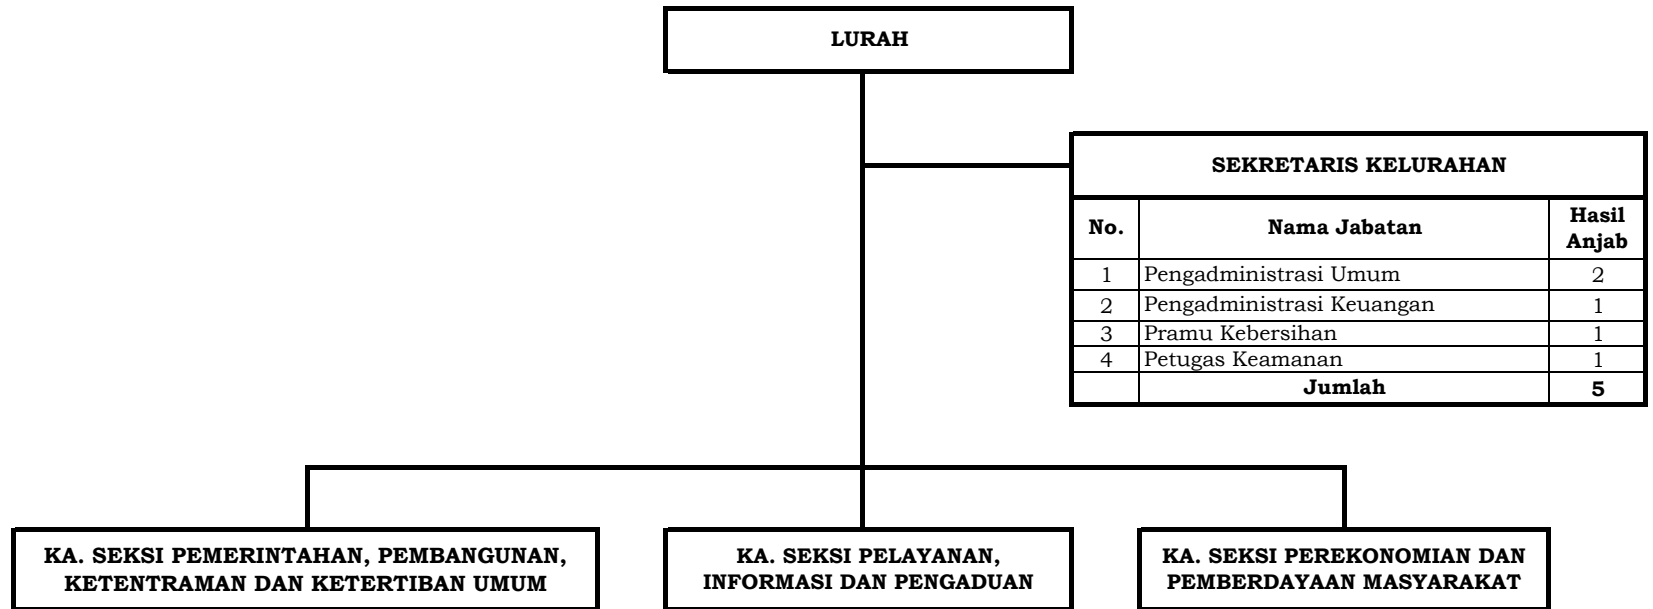 LURAH
SEKRETARIS KELURAHAN
No. Nama Jabatan Hasil Anjab
1 Pengadministrasi Umum 2
2 Pengadministrasi Keuangan 1
3 Pramu Kebersihan 1
4 Petugas Keamanan 1
Jumlah 5
KA. SEKSI PEMERINTAHAN, PEMBANGUNAN,
KETENTRAMAN DAN KETERTIBAN UMUM
KA. SEKSI PELAYANAN,
INFORMASI DAN PENGADUAN
KA. SEKSI PEREKONOMIAN DAN
PEMBERDAYAAN MASYARAKAT